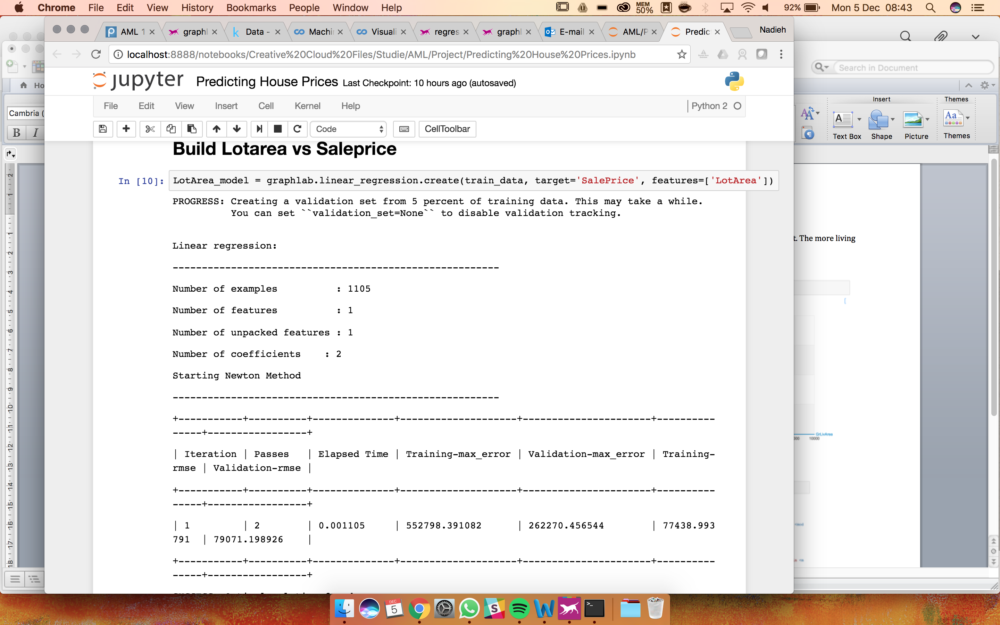 Chrome File Edit View History Bookmarks People Window Help MEM 50% 92% Mon 5 Dec 08:43
AML 1 graphl Data - Machi Visuali regres graphl E-mail AML/P Predic Nadieh
localhost:8888/notebooks/Creative%20Cloud%20Files/Studie/AML/Project/Predicting%20House%20Prices.ipynb
Search in Document
jupyter Predicting House Prices Last Checkpoint: 10 hours ago (autosaved)
Ho
File Edit View Insert Cell Kernel Help Python 2
Insert Themes
Cambria (
B I
Code CellToolbar
Text Box Shape Picture Themes
Build Lotarea vs Saleprice
In [10]: LotArea_model = graphlab.linear_regression.create(train_data, target='SalePrice', features=['LotArea'])
PROGRESS: Creating a validation set from 5 percent of training data. This may take a while.
You can set ``validation_set=None`` to disable validation tracking.
t. The more living
Linear regression:
--------------------------------------------------------
Number of examples : 1105
Number of features : 1
Number of unpacked features : 1
Number of coefficients : 2
Starting Newton Method
--------------------------------------------------------
+-----------+----------+--------------+--------------------+----------------------+----------
-----+-----------------+
GrLivArea
10000
| Iteration | Passes | Elapsed Time | Training-max_error | Validation-max_error | Training-
rmse | Validation-rmse |
+-----------+----------+--------------+--------------------+----------------------+----------
-----+-----------------+
| 1 | 2 | 0.001105 | 552798.391082 | 262270.456544 | 77438.993
791 | 79071.198926 |
+-----------+----------+--------------+--------------------+----------------------+----------
-----+-----------------+
DEC
5